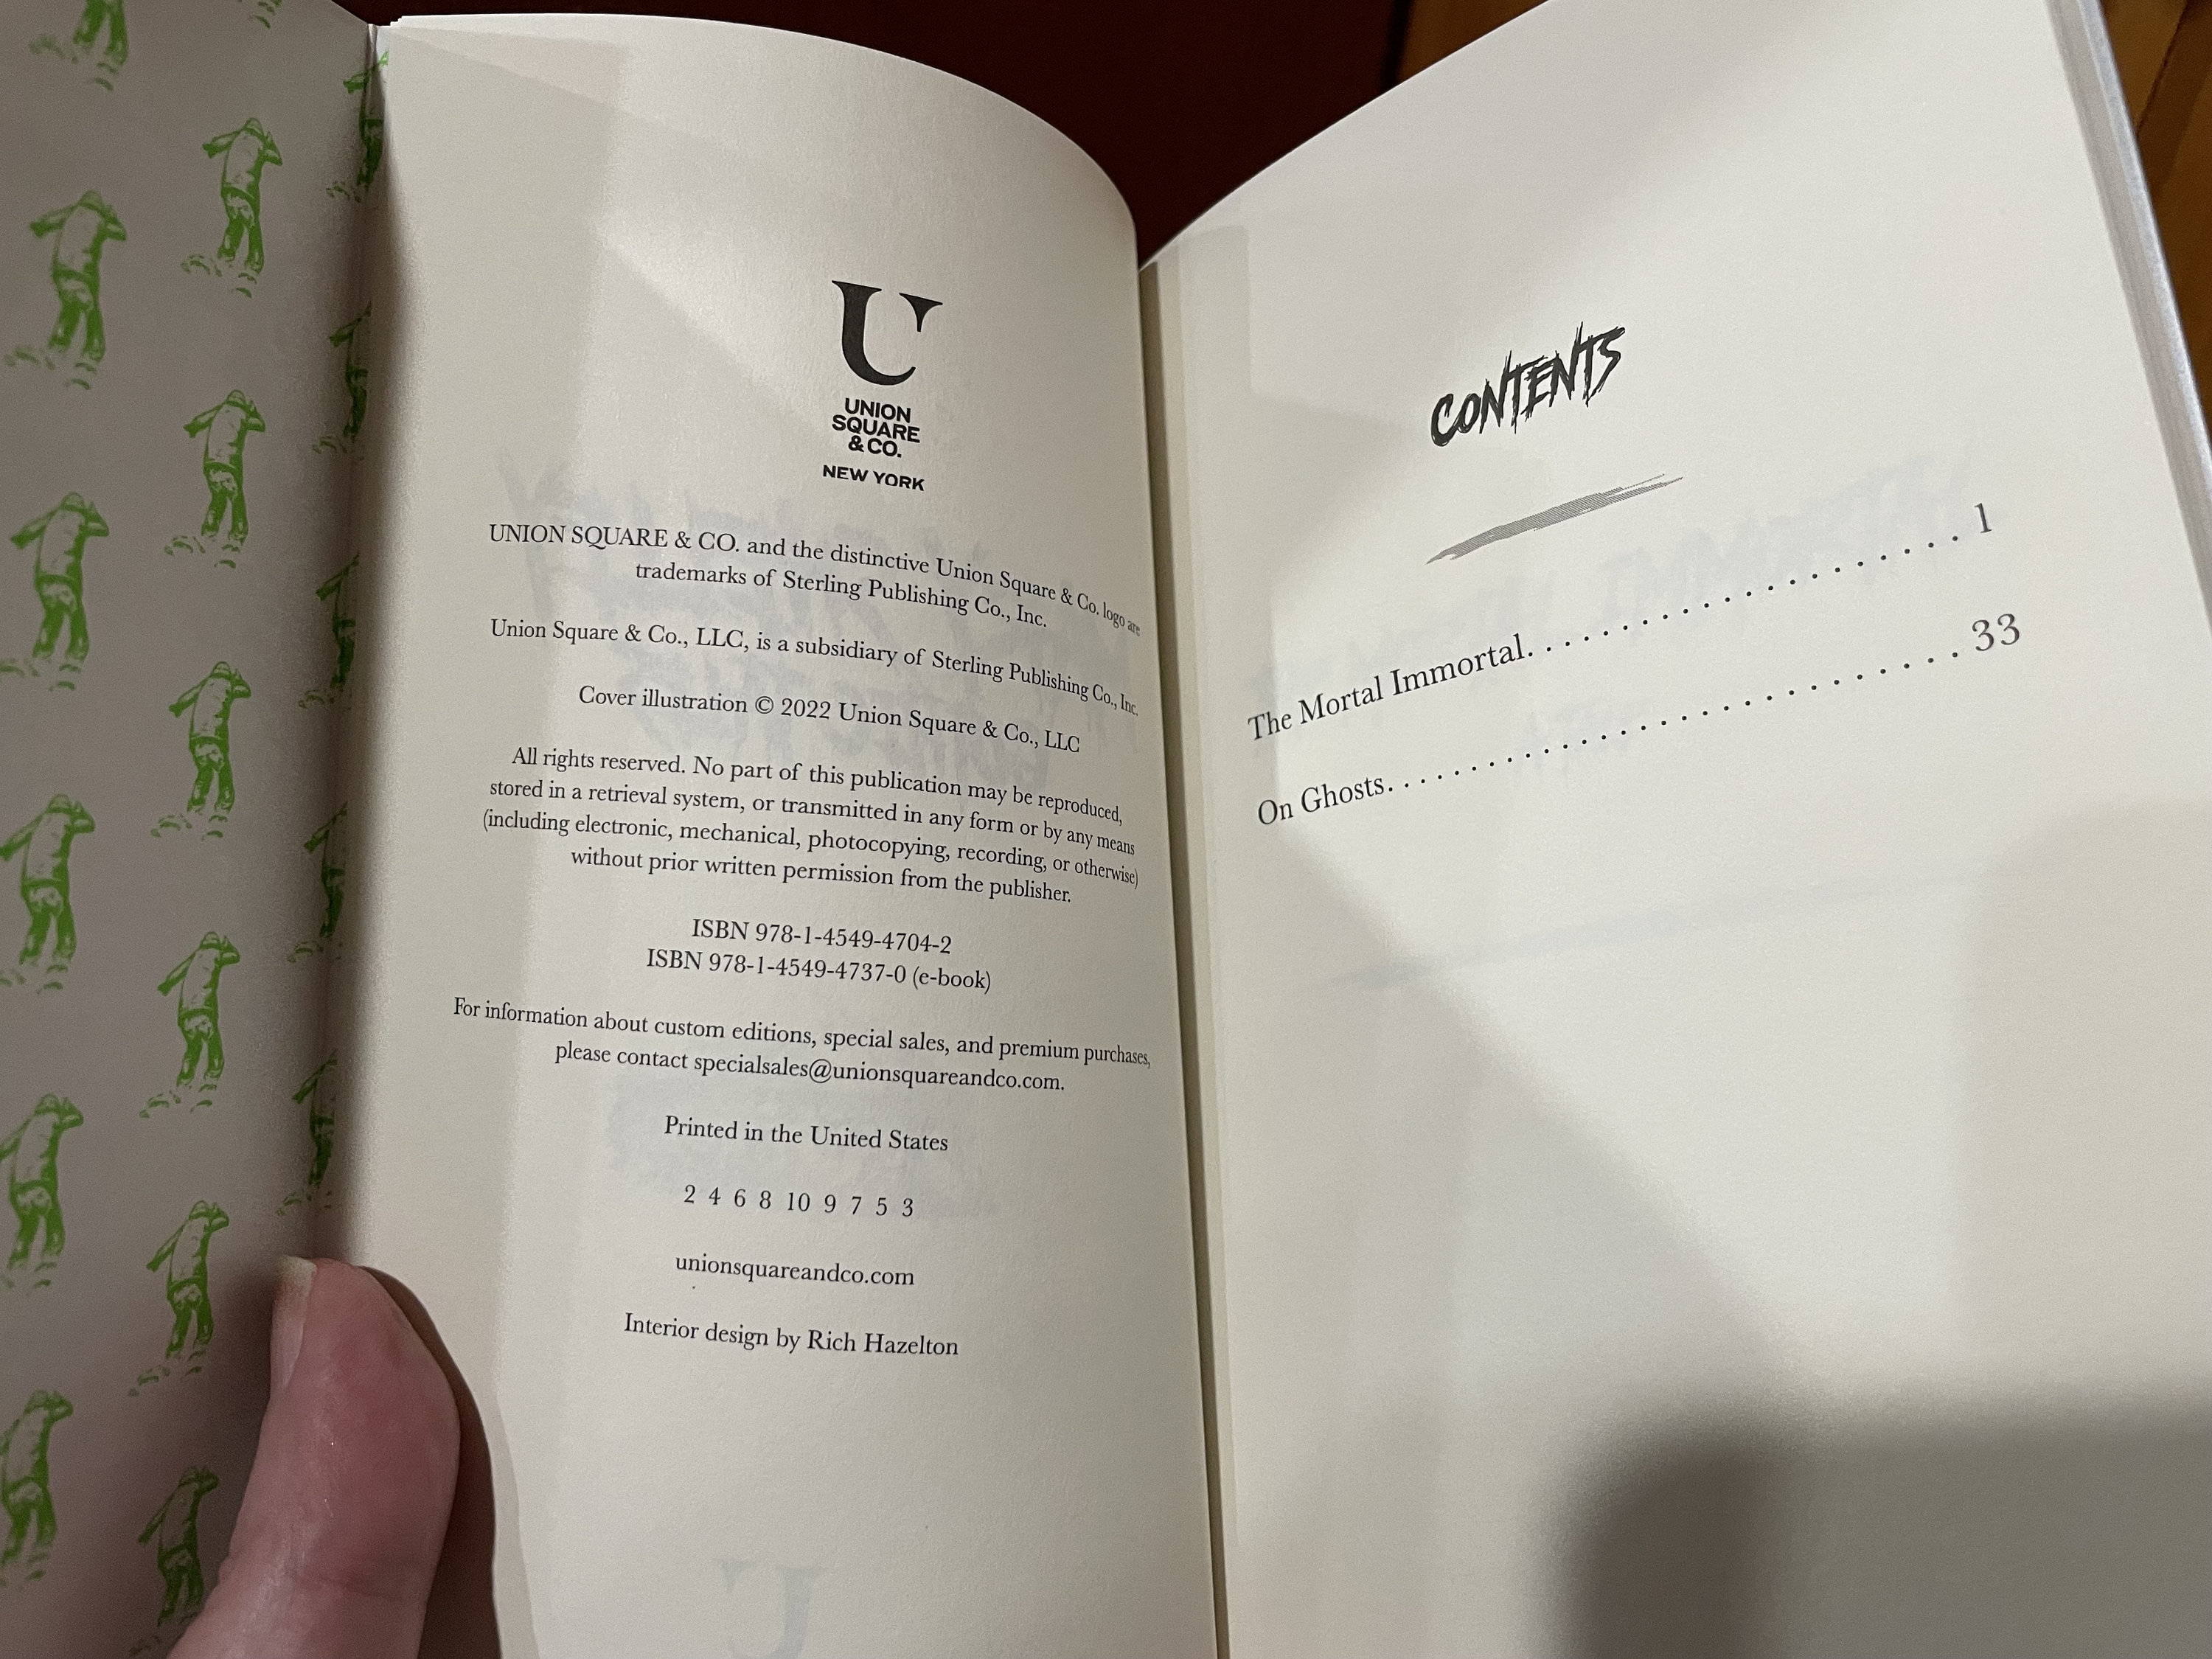 U
UNION
SQUARE
& CO.
NEW YORK
UNION SQUARE & CO. and the distinctive Union Square & Co. logo are
trademarks of Sterling Publishing Co., Inc.
Union Square & Co., LLC, is a subsidiary of Sterling Publishing Co., Inc.
Cover illustration © 2022 Union Square & Co., LLC
All rights reserved. No part of this publication may be reproduced,
stored in a retrieval system, or transmitted in any form or by any means
(including electronic, mechanical, photocopying, recording, or otherwise)
without prior written permission from the publisher.
ISBN 978-1-4549-4704-2
ISBN 978-1-4549-4737-0 (e-book)
For information about custom editions, special sales, and premium purchases,
please contact specialsales@unionsquareandco.com.
Printed in the United States
2 4 6 8 10 9 7 5 3
unionsquareandco.com
Interior design by Rich Hazelton
CONTENTS
The Mortal Immortal. . . . . . . . . . . . . . . . . . . . . . . 1
On Ghosts. . . . . . . . . . . . . . . . . . . . . . . . . . . . . . 33